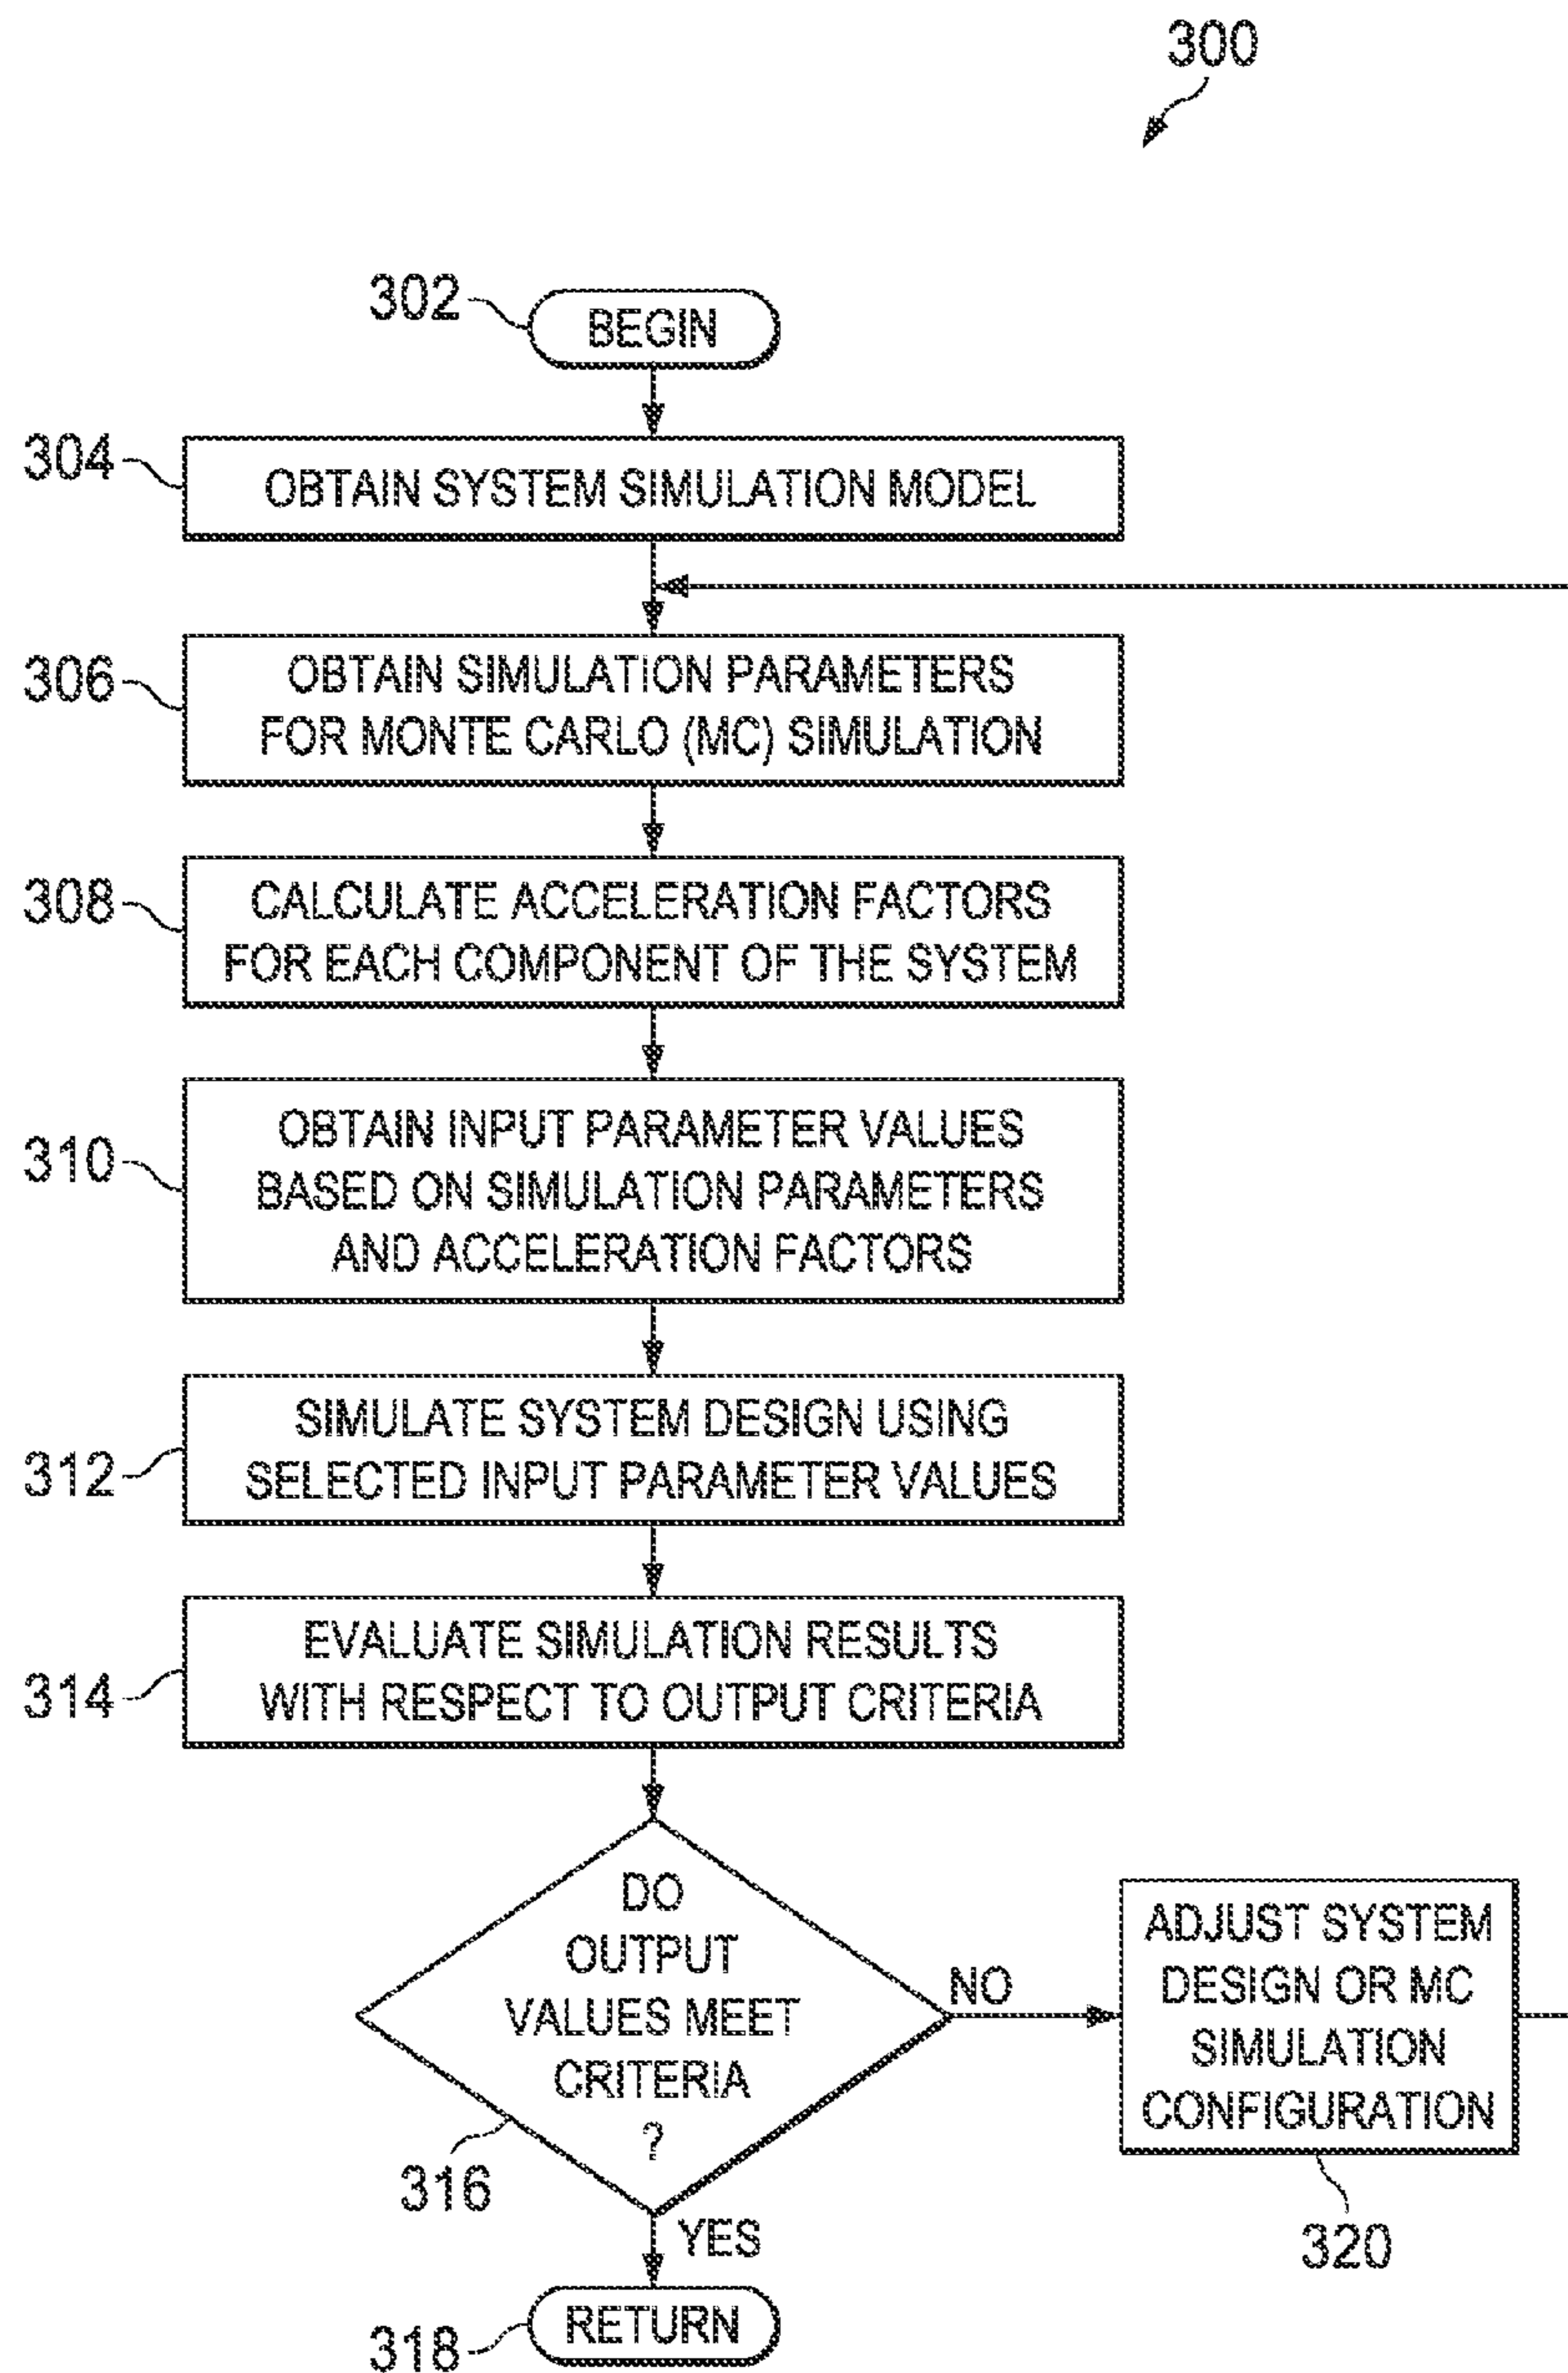 300
302
BEGIN
304
OBTAIN SYSTEM SIMULATION MODEL
306
OBTAIN SIMULATION PARAMETERS
FOR MONTE CARLO (MC) SIMULATION
308
CALCULATE ACCELERATION FACTORS
FOR EACH COMPONENT OF THE SYSTEM
310
OBTAIN INPUT PARAMETER VALUES
BASED ON SIMULATION PARAMETERS
AND ACCELERATION FACTORS
312
SIMULATE SYSTEM DESIGN USING
SELECTED INPUT PARAMETER VALUES
314
EVALUATE SIMULATION RESULTS
WITH RESPECT TO OUTPUT CRITERIA
DO
OUTPUT
VALUES MEET
CRITERIA
?
316
NO
ADJUST SYSTEM
DESIGN OR MC
SIMULATION
CONFIGURATION
320
YES
318
RETURN